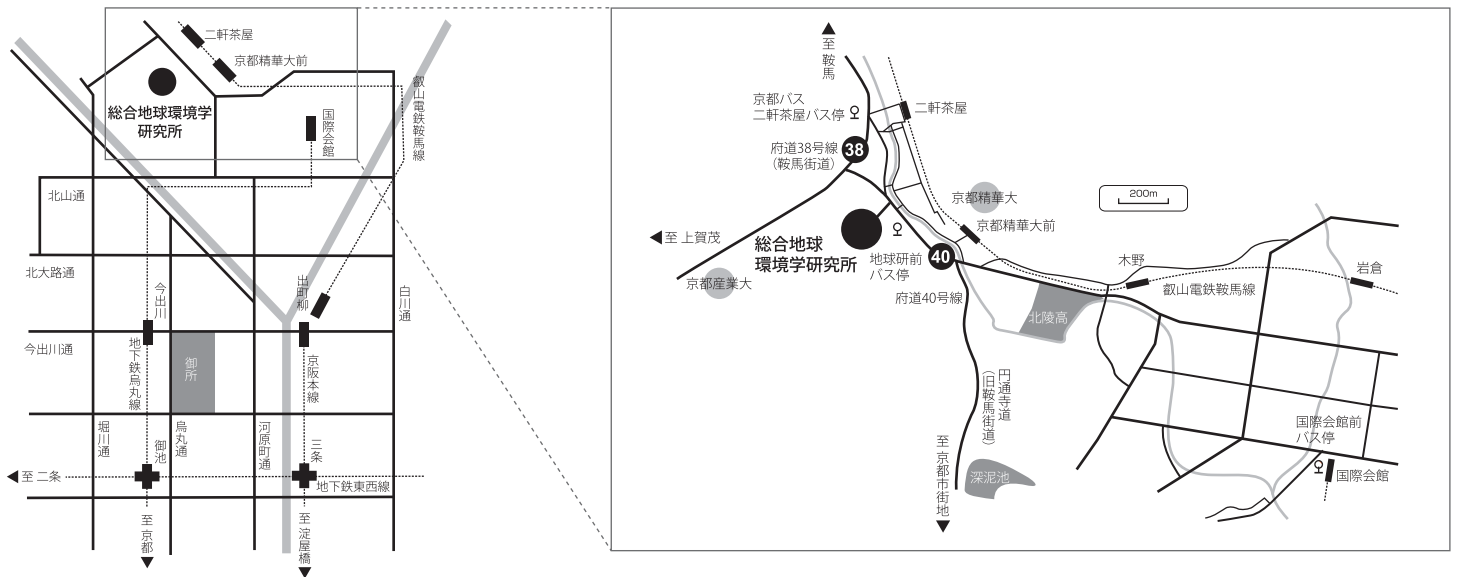 二軒茶屋
京都精華大前
総合地球環境学
研究所
国際会館
叡山電鉄鞍馬線
北山通
北大路通
今出川
出町柳
白川通
今出川通
地下鉄烏丸線
御所
京阪本線
堀川通
御池
烏丸通
河原町通
三条
至 二条
地下鉄東西線
至 京都
至 淀屋橋
至 鞍馬
京都バス
二軒茶屋バス停
二軒茶屋
府道38号線
(鞍馬街道)
38
京都精華大
京都精華大前
200m
至 上賀茂
総合地球
環境学研究所
地球研前
バス停
40
京都産業大
府道40号線
木野
叡山電鉄鞍馬線
岩倉
北陵高
円通寺道
(旧鞍馬街道)
至 京都市街地
深泥池
国際会館前
バス停
国際会館